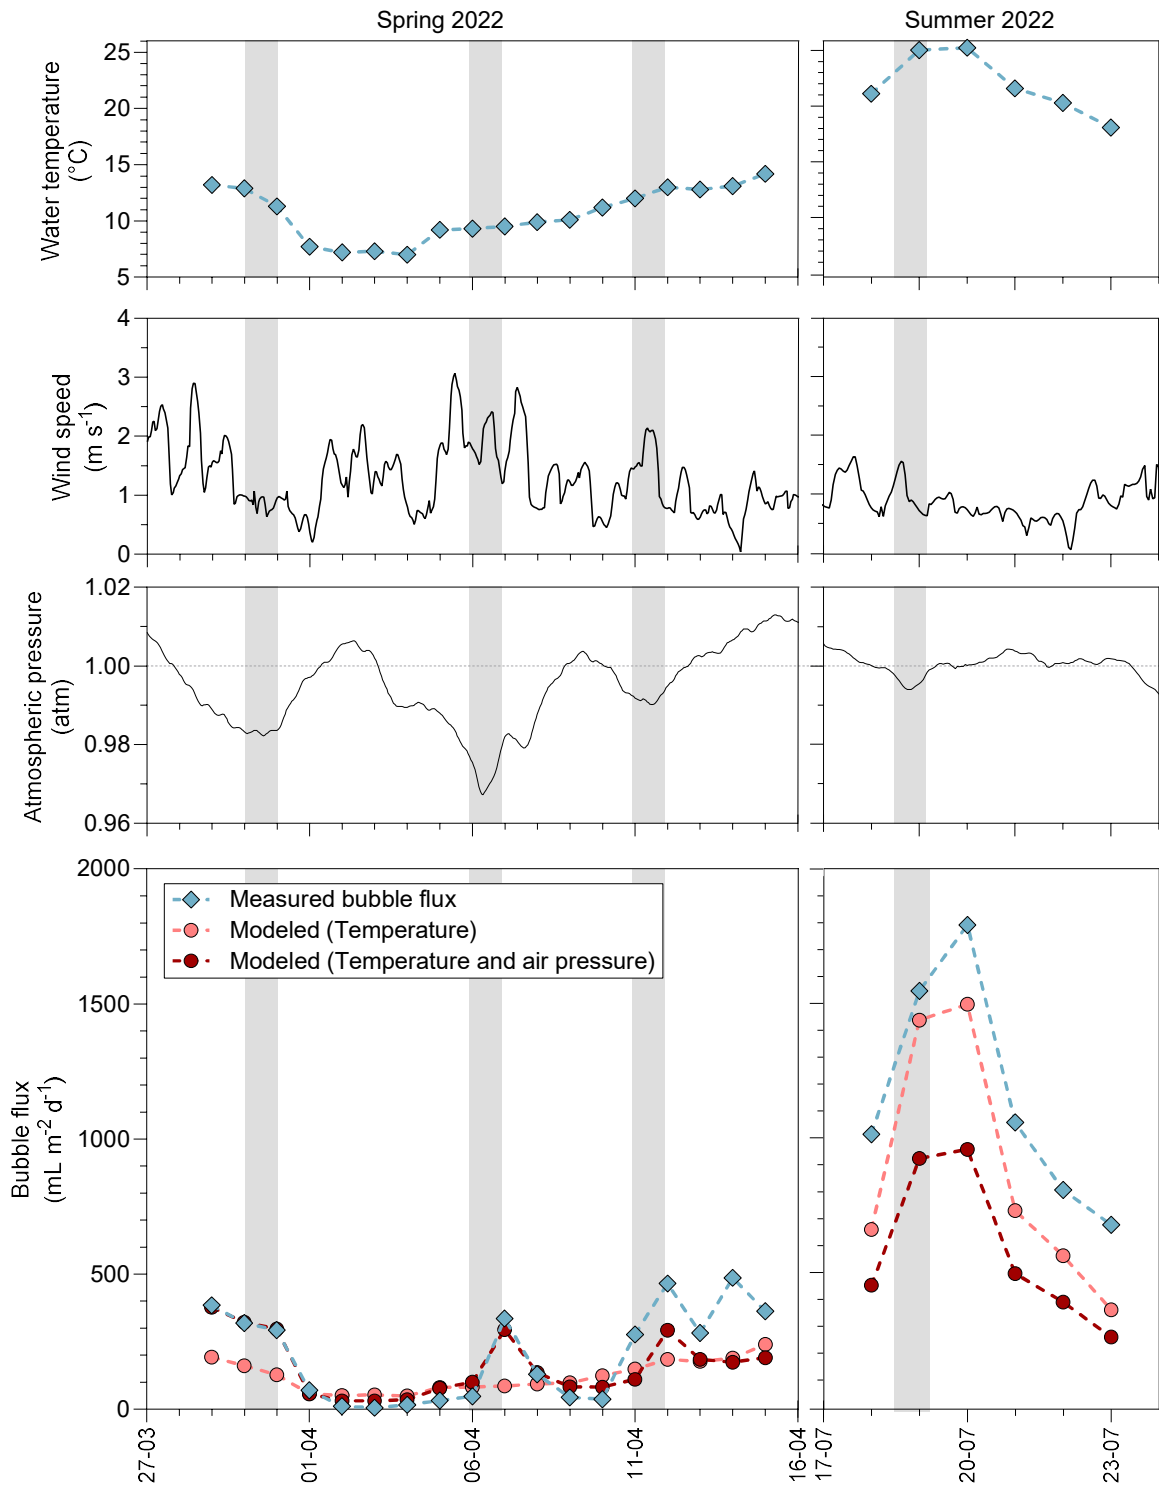 Spring 2022
Summer 2022
Water temperature
(°C)
25
20
15
10
5
Wind speed
(m s-1)
4
3
2
1
0
Atmospheric pressure
(atm)
1.02
1.00
0.98
0.96
Bubble flux
(mL m-2 d-1)
2000
1500
1000
500
0
Measured bubble flux
Modeled (Temperature)
Modeled (Temperature and air pressure)
27-03
01-04
06-04
11-04
16-04
17-07
20-07
23-07